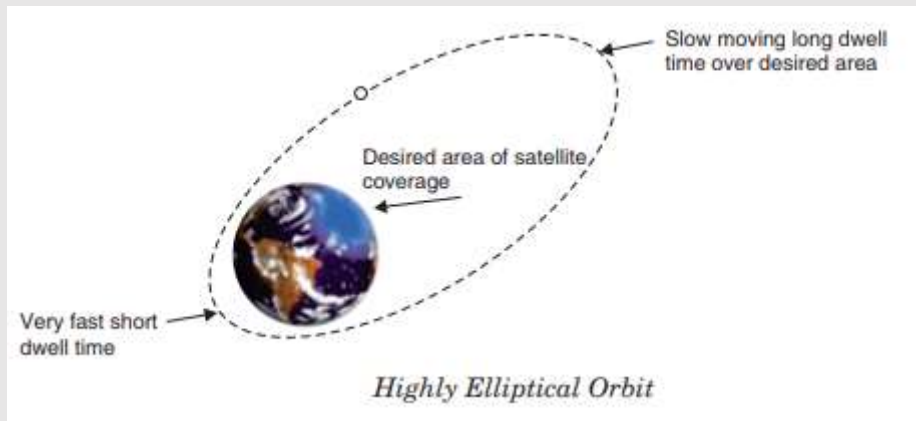 Slow moving long dwell
time over desired area
Desired area of satellite
coverage
Very fast short
dwell time
Highly Elliptical Orbit